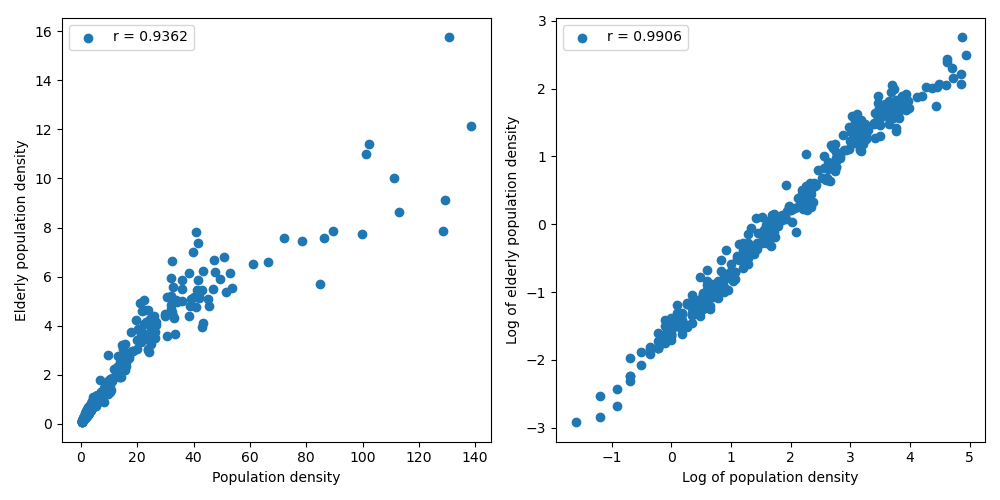 r = 0.9362
16
14
12
10
8
6
4
2
0
Elderly population density
0 20 40 60 80 100 120 140
Population density
r = 0.9906
3
2
1
0
−1
−2
−3
Log of elderly population density
−1 0 1 2 3 4 5
Log of population density